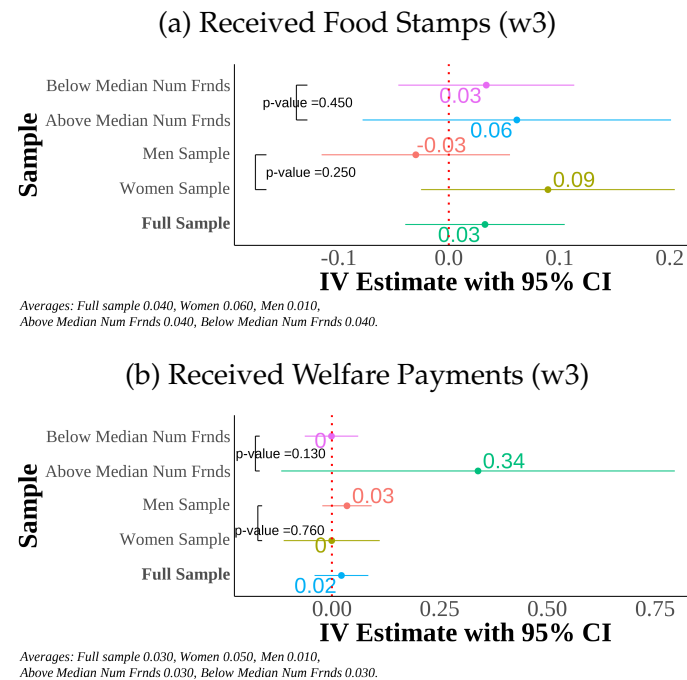 (a) Received Food Stamps (w3)
Sample
Below Median Num Frnds
0.03
p-value =0.450
Above Median Num Frnds
0.06
Men Sample
-0.03
p-value =0.250
Women Sample
0.09
Full Sample
0.03
-0.1 0.0 0.1 0.2
IV Estimate with 95% CI
Averages: Full sample 0.040, Women 0.060, Men 0.010,
Above Median Num Frnds 0.040, Below Median Num Frnds 0.040.
(b) Received Welfare Payments (w3)
Sample
Below Median Num Frnds
0
p-value =0.130
Above Median Num Frnds
0.34
Men Sample
0.03
p-value =0.760
Women Sample
0
Full Sample
0.02
0.00 0.25 0.50 0.75
IV Estimate with 95% CI
Averages: Full sample 0.030, Women 0.050, Men 0.010,
Above Median Num Frnds 0.030, Below Median Num Frnds 0.030.